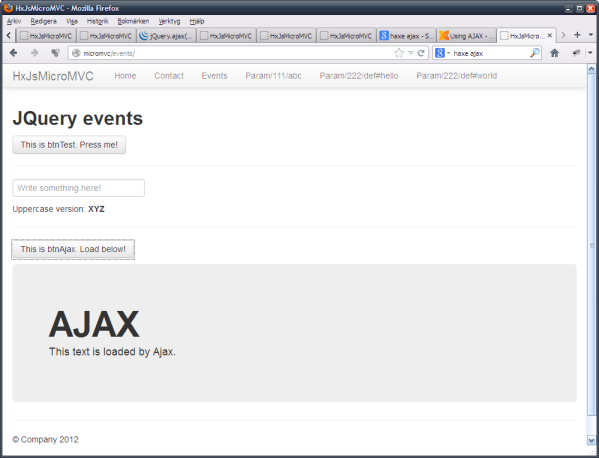 HxJsMicroMVC - Mozilla Firefox
Arkiv Redigera Visa Historik Bokmärken Verktyg Hjälp
HxJsMicroMVC HxJsMicroMVC jQuery.ajax( HxJsMicroMVC HxJsMicroMVC HxJsMicroMVC haxe ajax - S... Using AJAX - ... HxJsMicro...
micromvc/events/ haxe ajax
HxJsMicroMVC Home Contact Events Param/111/abc Param/222/def#hello Param/222/def#world
JQuery events
This is btnTest. Press me!
Write something here!
Uppercase version: XYZ
This is btnAjax. Load below!
AJAX
This text is loaded by Ajax.
© Company 2012